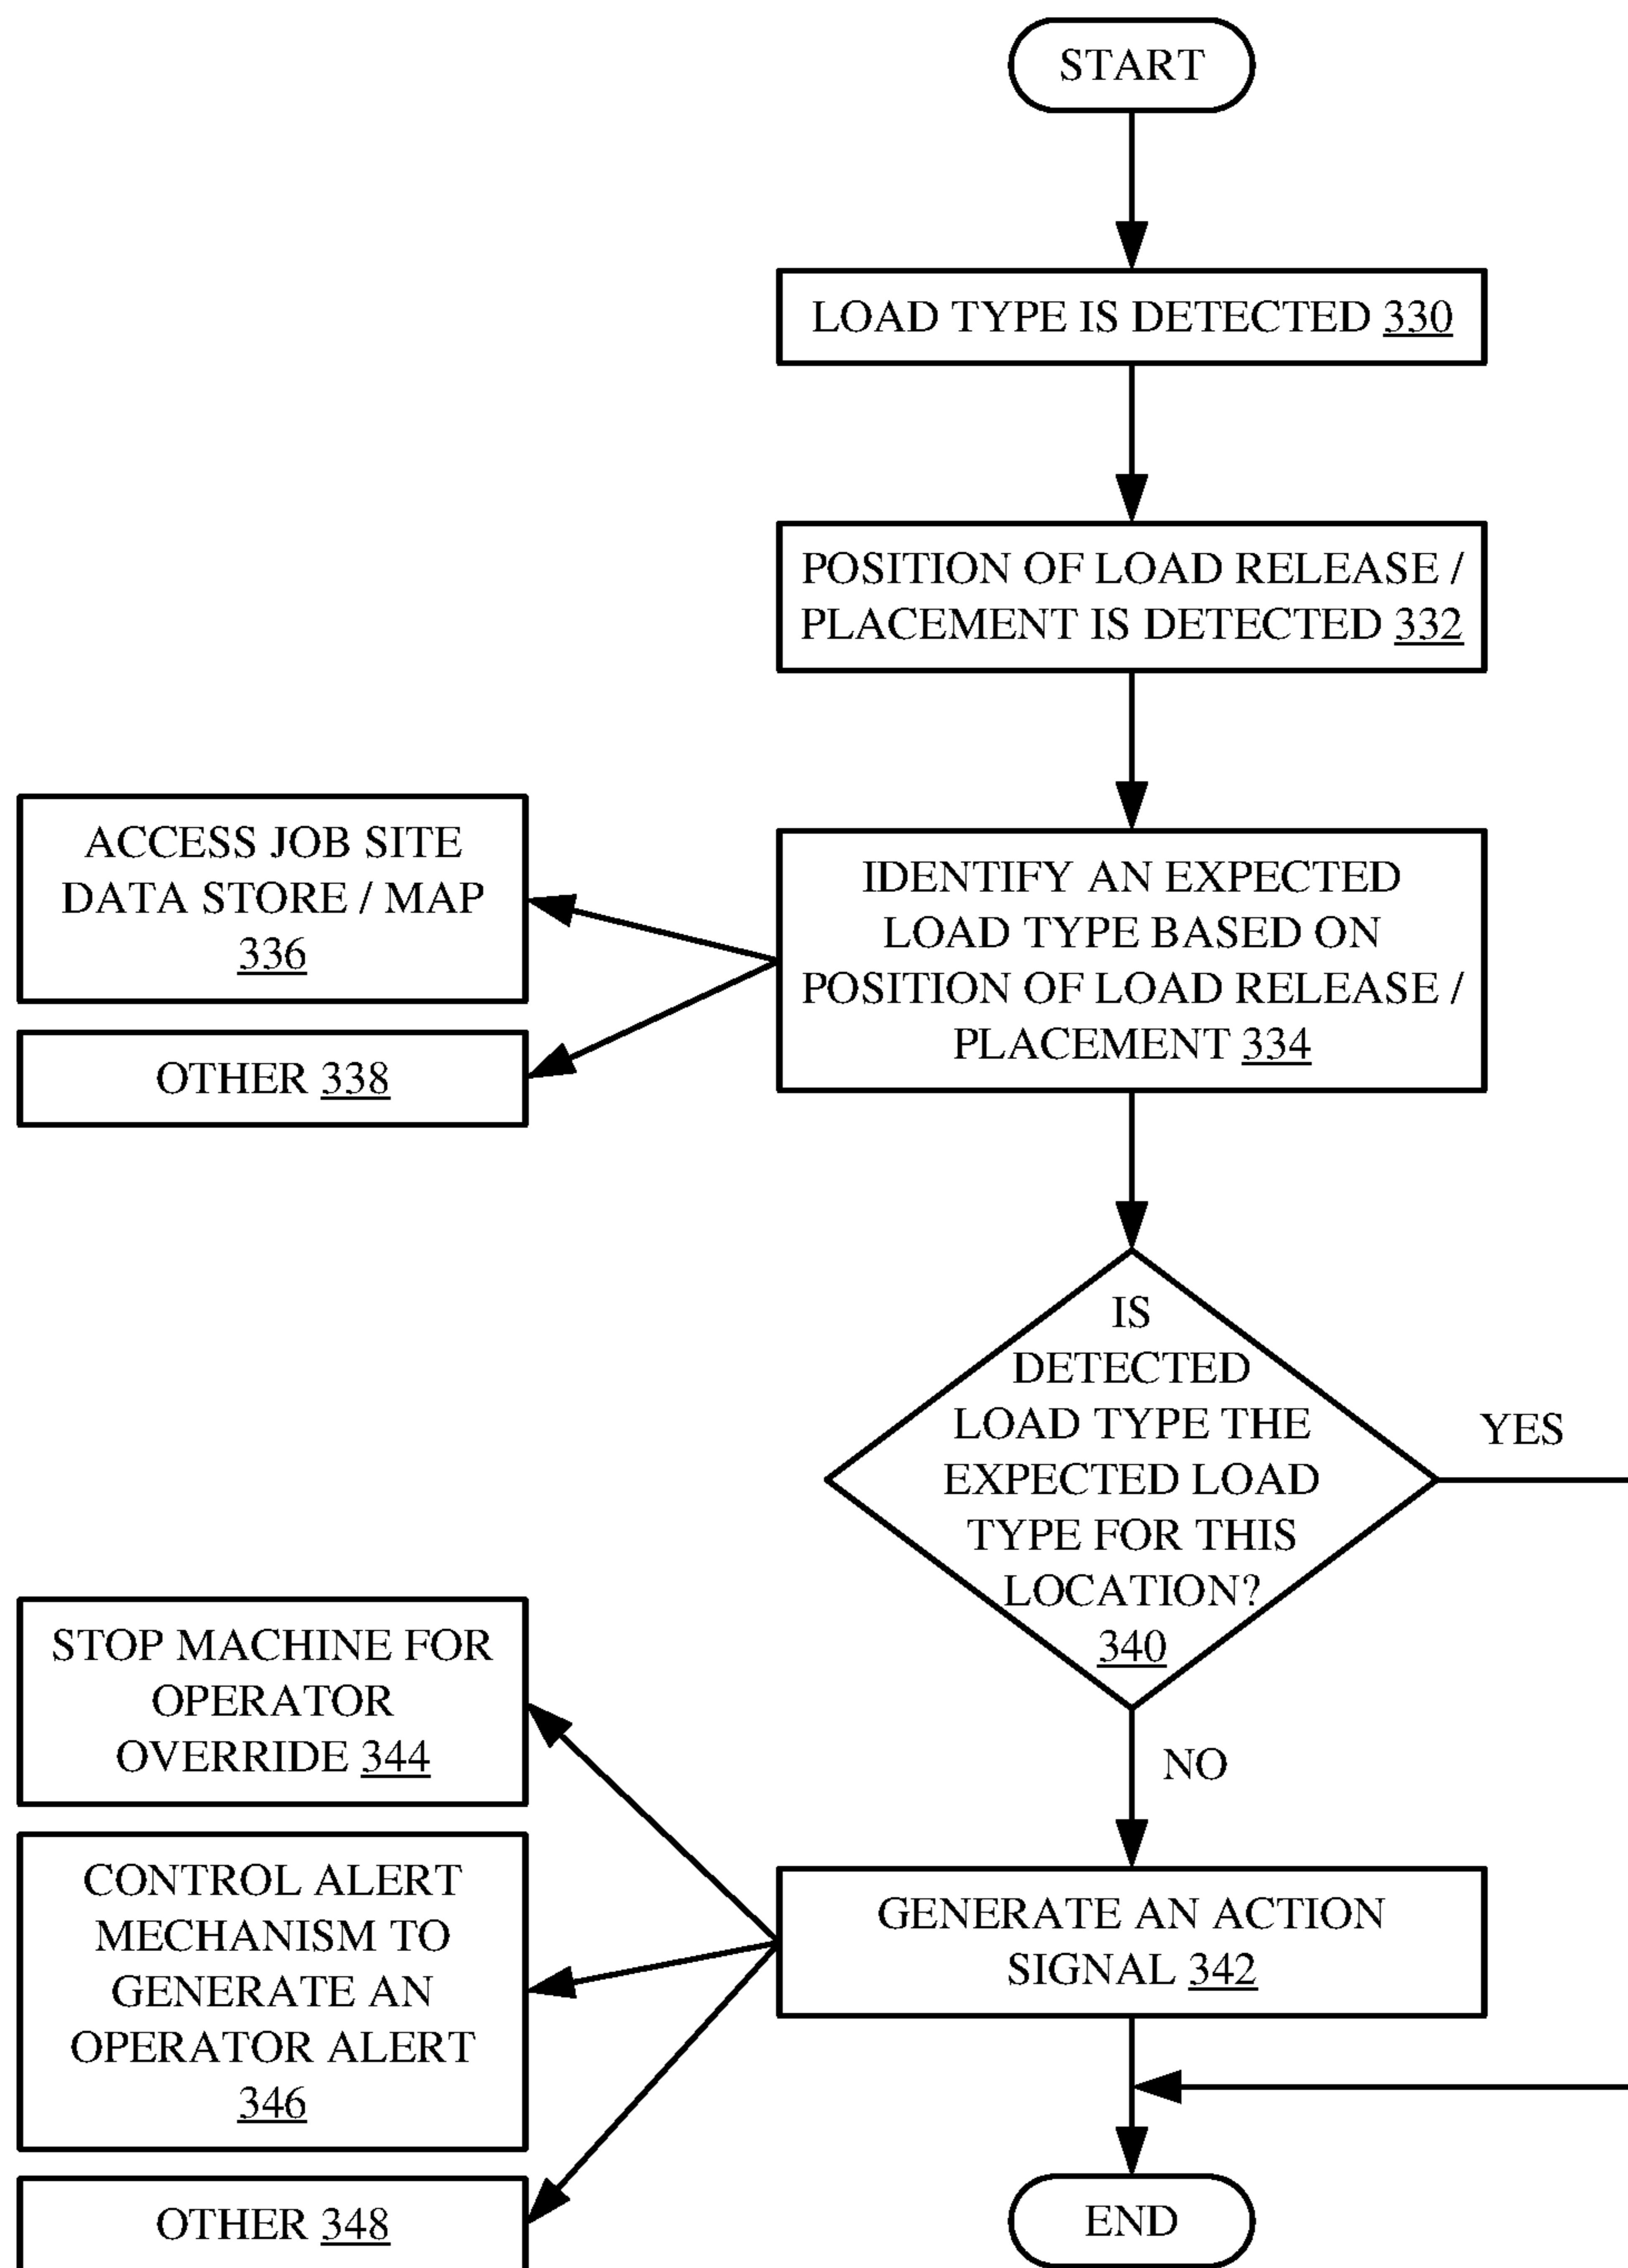 START
LOAD TYPE IS DETECTED 330
POSITION OF LOAD RELEASE /
PLACEMENT IS DETECTED 332
ACCESS JOB SITE
DATA STORE / MAP
336
OTHER 338
IDENTIFY AN EXPECTED
LOAD TYPE BASED ON
POSITION OF LOAD RELEASE /
PLACEMENT 334
IS
DETECTED
LOAD TYPE THE
EXPECTED LOAD
TYPE FOR THIS
LOCATION?
340
YES
NO
STOP MACHINE FOR
OPERATOR
OVERRIDE 344
CONTROL ALERT
MECHANISM TO
GENERATE AN
OPERATOR ALERT
346
OTHER 348
GENERATE AN ACTION
SIGNAL 342
END